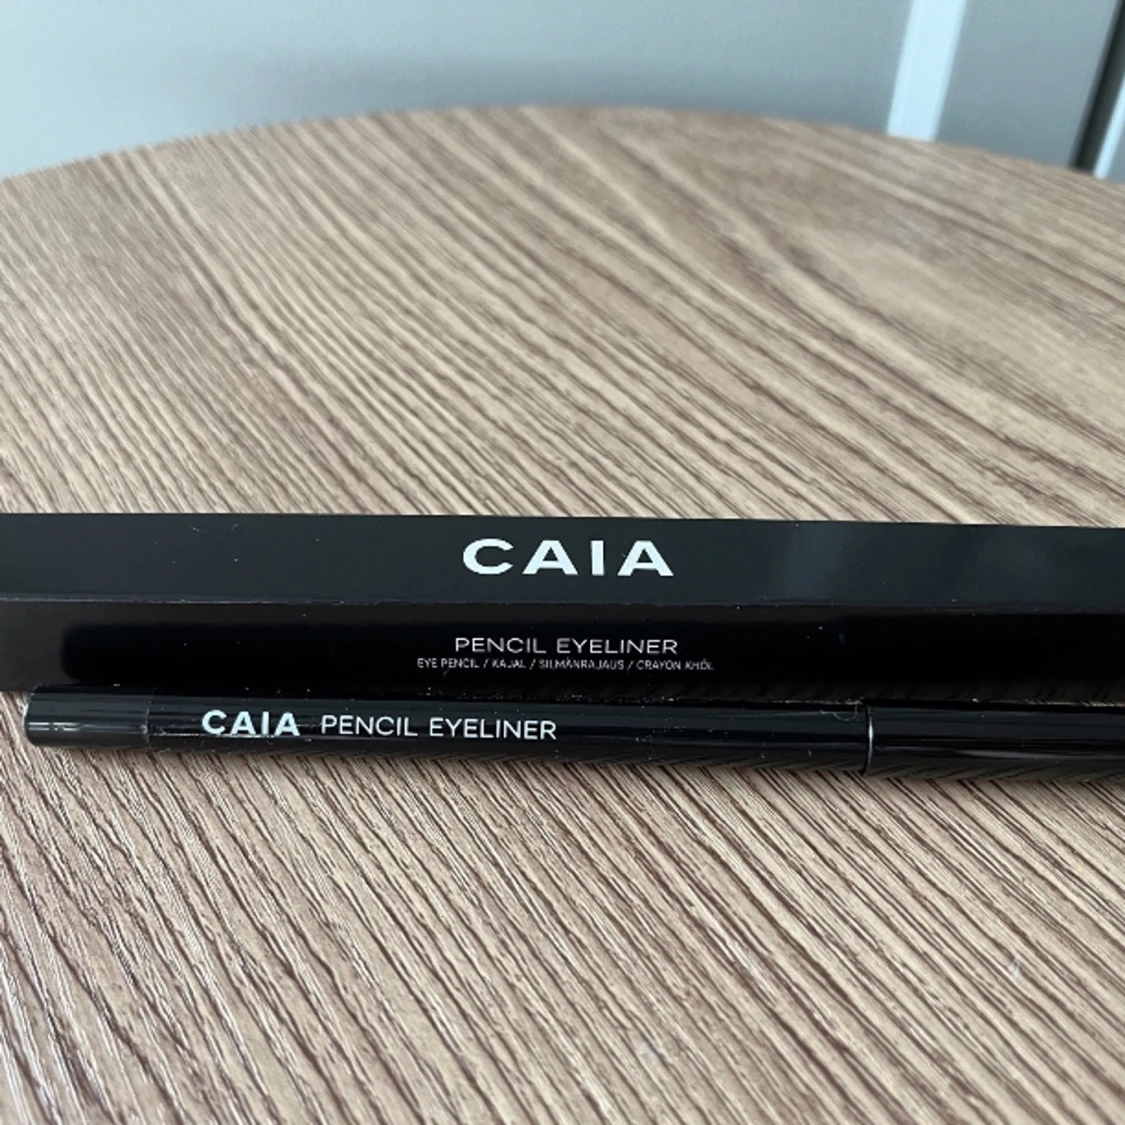 CAIA
PENCIL EYELINER
EYE PENCIL / KAJAL / SILMÄNRAJAUS / CRAYON KHÔL
CAIA PENCIL EYELINER